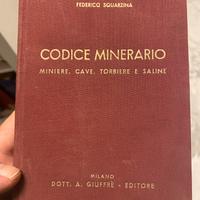 FEDERICO SQUARZINA
CODICE MINERARIO
MINIERE, CAVE, TORBIERE E SALINE
MILANO
DOTT. A. GIUFFRÈ - EDITORE